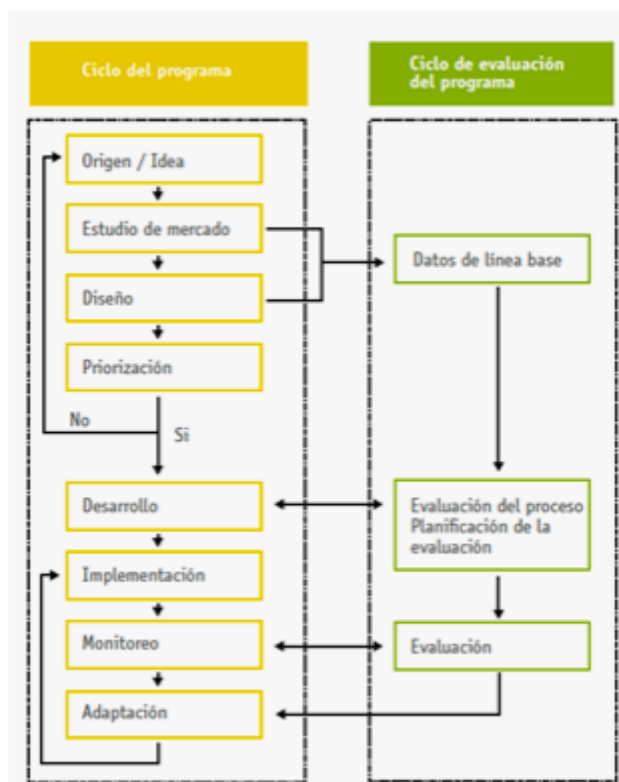 Ciclo del programa
Ciclo de evaluación
del programa
Origen / Idea
Estudio de mercado
Datos de línea base
Diseño
Priorización
No
Si
Desarrollo
Evaluación del proceso
Planificación de la
evaluación
Implementación
Monitoreo
Evaluación
Adaptación